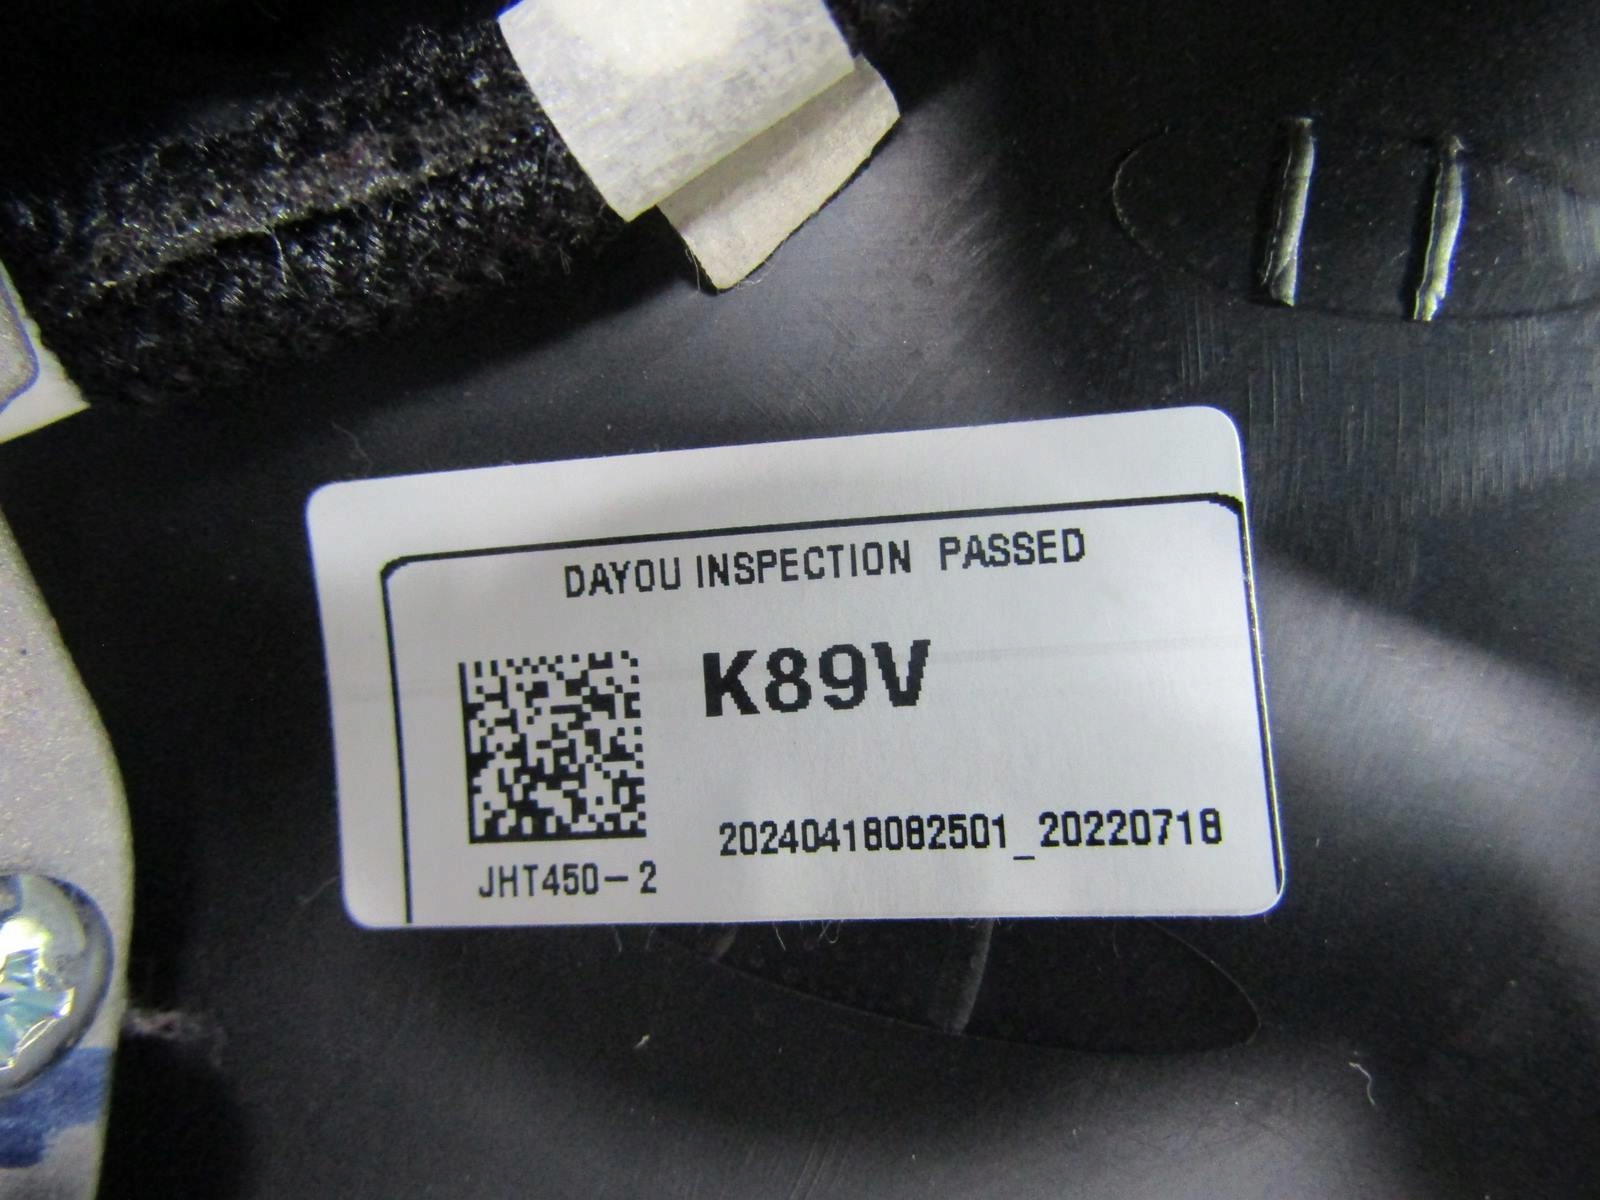 DAYOU INSPECTION PASSED
K89V
20240418082501_20220718
JHT450-2